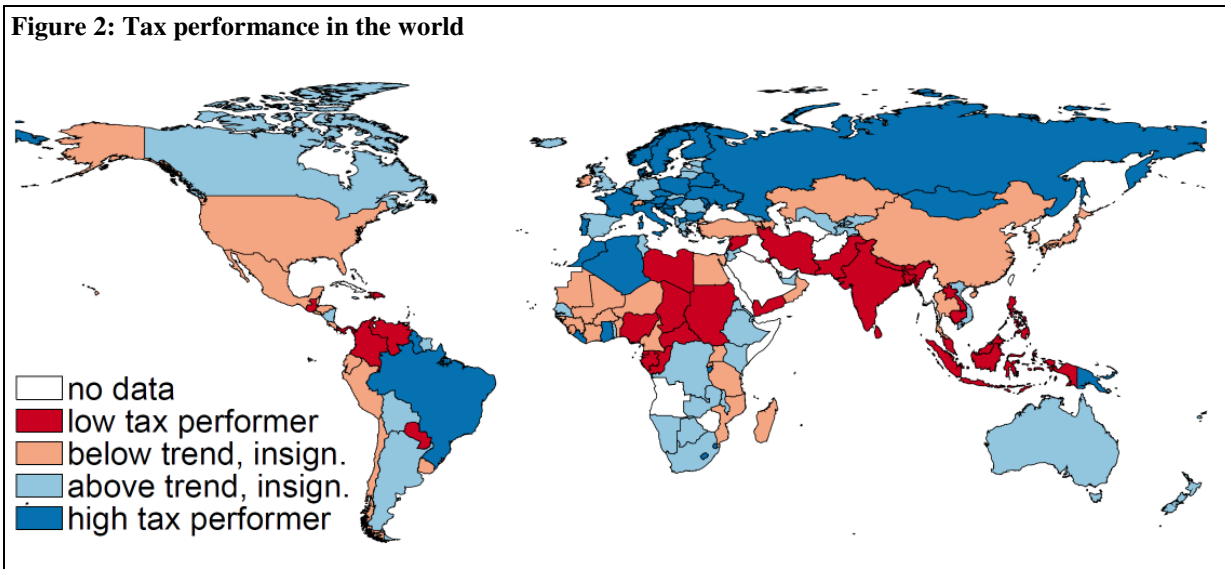 Figure 2: Tax performance in the world
no data
low tax performer
below trend, insign.
above trend, insign.
high tax performer